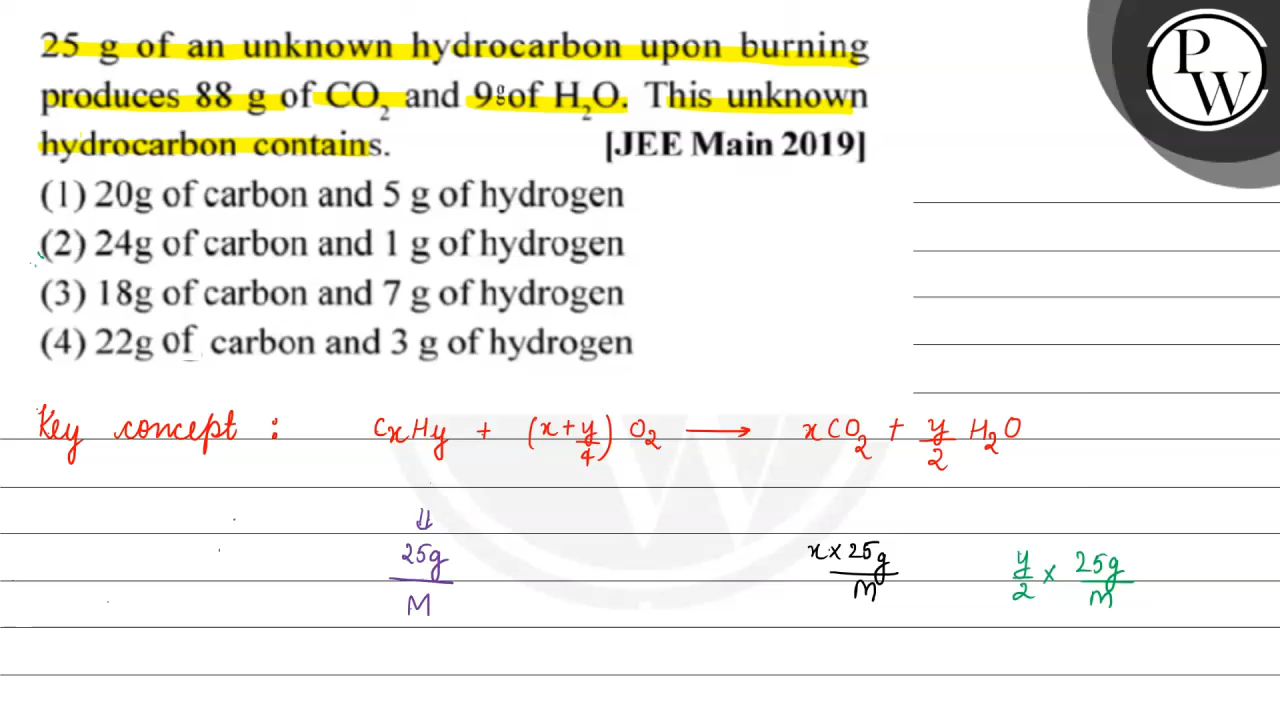 25 g of an unknown hydrocarbon upon burning
produces 88 g of CO₂ and 9g of H₂O. This unknown
hydrocarbon contains. [JEE Main 2019]
(1) 20g of carbon and 5 g of hydrogen
(2) 24g of carbon and 1 g of hydrogen
(3) 18g of carbon and 7 g of hydrogen
(4) 22g of carbon and 3 g of hydrogen
PW
Key concept : CxHy + (x+y/4) O₂ ⟶ xCO₂ + y/2 H₂O
⇓
25g/M x×25g/M y/2 × 25g/M